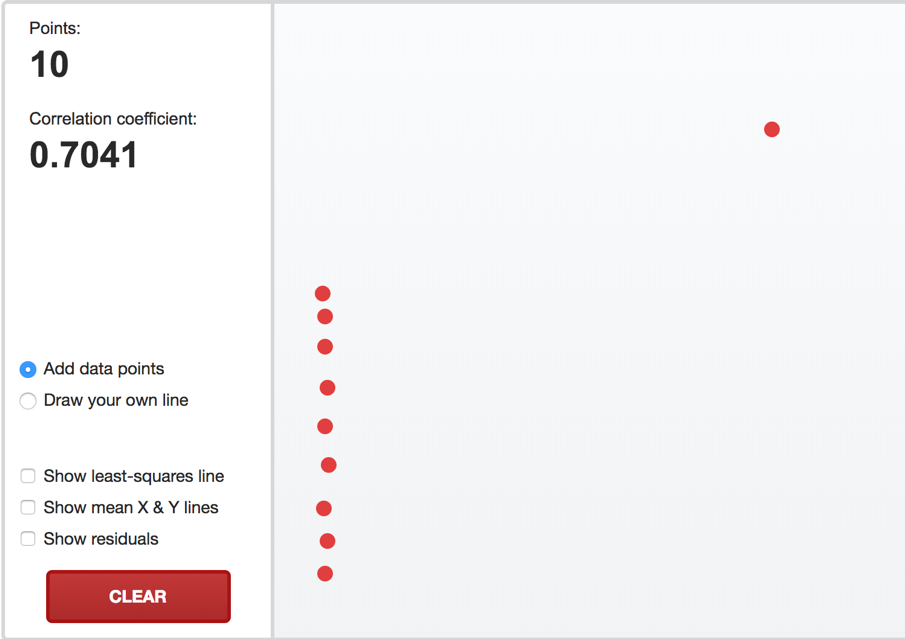 Points:
10
Correlation coefficient:
0.7041
Add data points
Draw your own line
Show least-squares line
Show mean X & Y lines
Show residuals
CLEAR